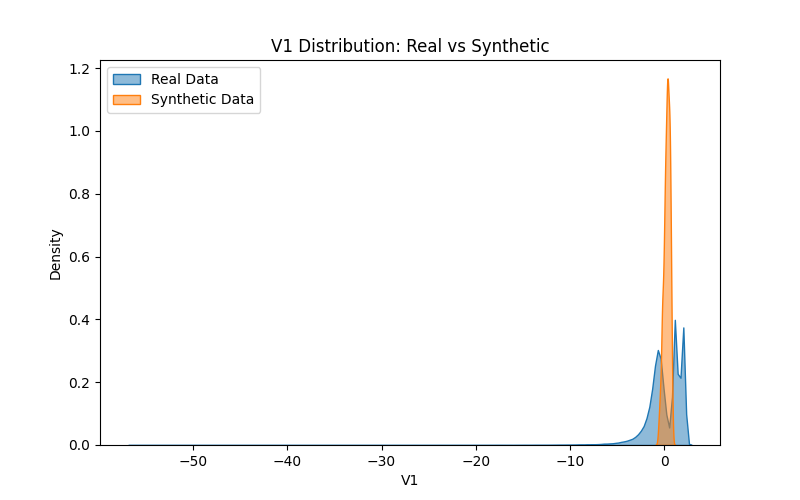 V1 Distribution: Real vs Synthetic
Real Data
Synthetic Data
1.2
1.0
0.8
0.6
0.4
0.2
0.0
Density
−50
−40
−30
−20
−10
0
V1